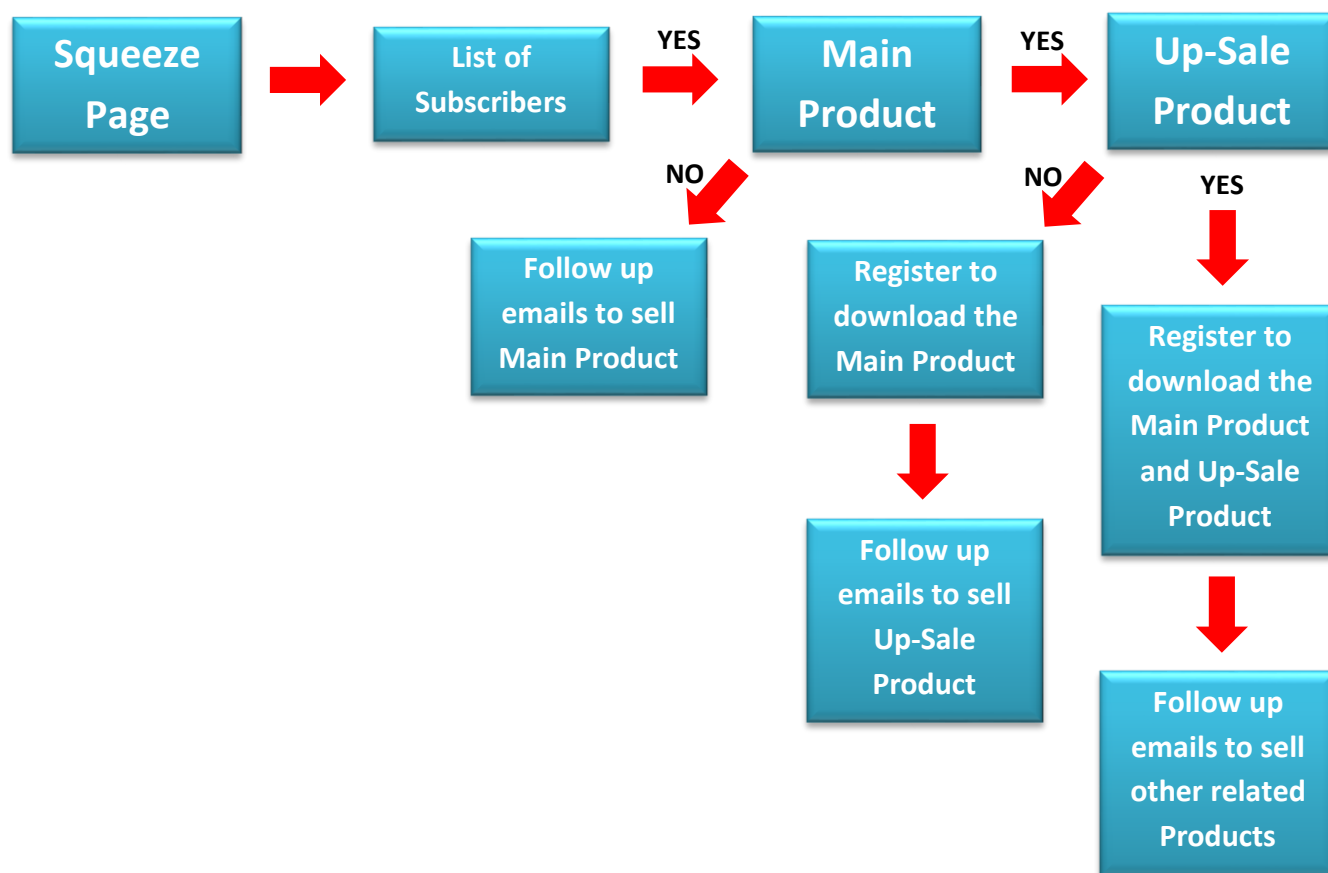 Squeeze
Page
List of
Subscribers
YES
Main
Product
YES
Up-Sale
Product
NO
NO
YES
Follow up
emails to sell
Main Product
Register to
download the
Main Product
Register to
download the
Main Product
and Up-Sale
Product
Follow up
emails to sell
Up-Sale
Product
Follow up
emails to sell
other related
Products